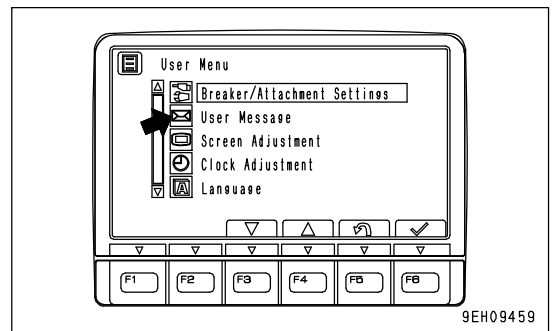 User Menu
Breaker/Attachment Settings
User Message
Screen Adjustment
Clock Adjustment
A Language
F1 F2 F3 F4 F5 F6
9EH09459